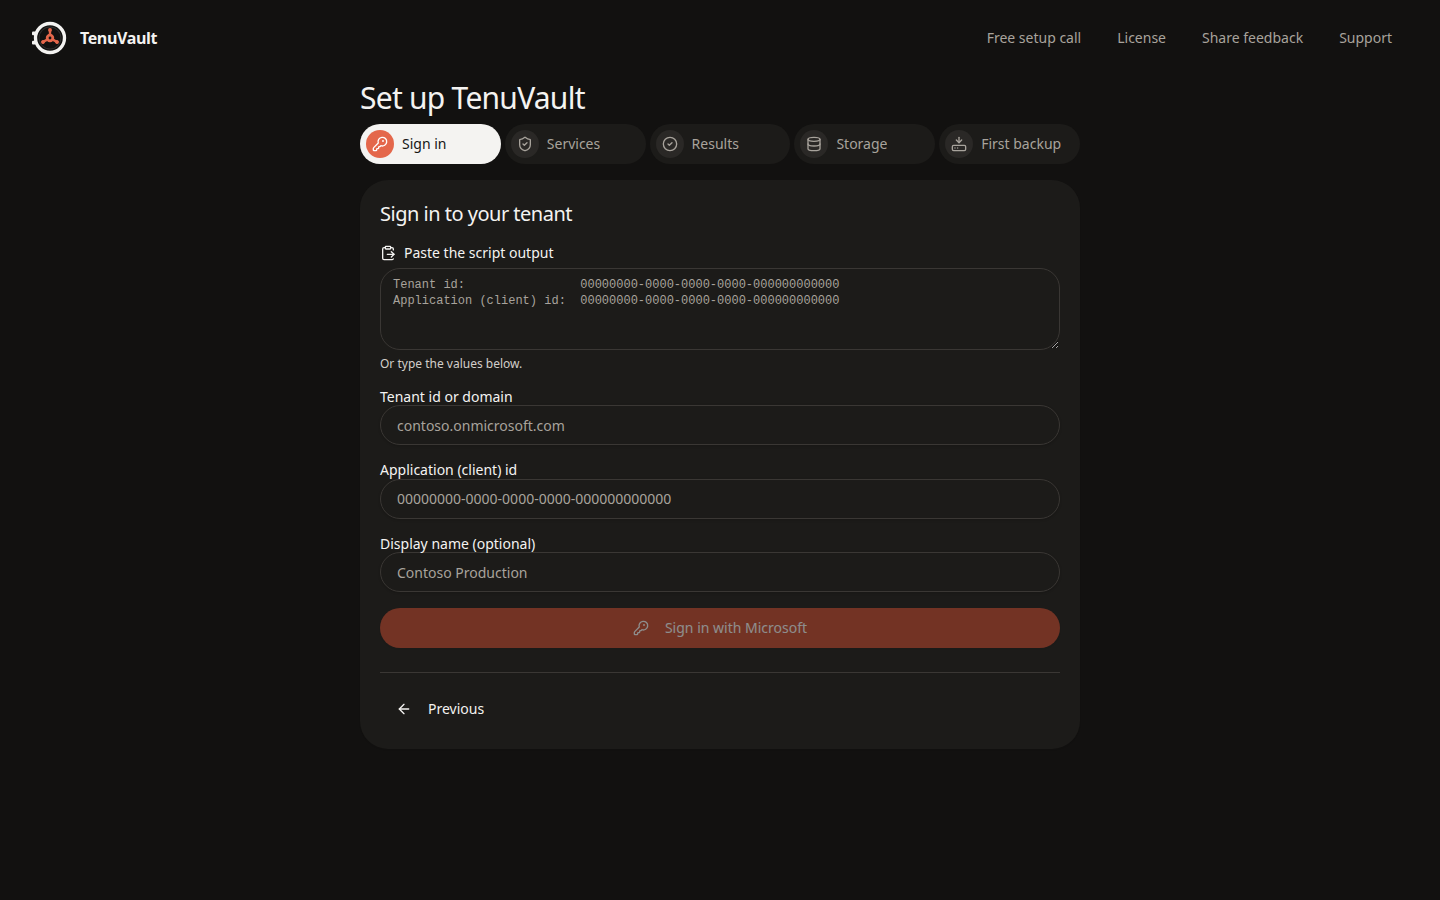 TenuVault
Free setup call
License
Share feedback
Support
Set up TenuVault
Sign in
Services
Results
Storage
First backup
Sign in to your tenant
Paste the script output
Tenant id: 00000000-0000-0000-0000-000000000000
Application (client) id: 00000000-0000-0000-0000-000000000000
Or type the values below.
Tenant id or domain
contoso.onmicrosoft.com
Application (client) id
00000000-0000-0000-0000-000000000000
Display name (optional)
Contoso Production
Sign in with Microsoft
Previous